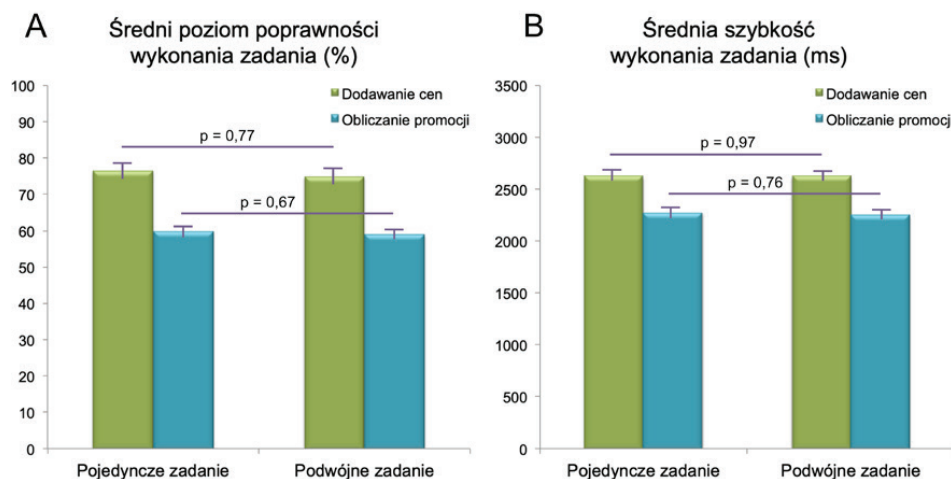 A
Średni poziom poprawności
wykonania zadania (%)
100
90
80
70
60
50
40
30
20
10
0
Dodawanie cen
Obliczanie promocji
p = 0,77
p = 0,67
Pojedyncze zadanie
Podwójne zadanie
B
Średnia szybkość
wykonania zadania (ms)
3500
3000
2500
2000
1500
1000
500
0
Dodawanie cen
Obliczanie promocji
p = 0,97
p = 0,76
Pojedyncze zadanie
Podwójne zadanie